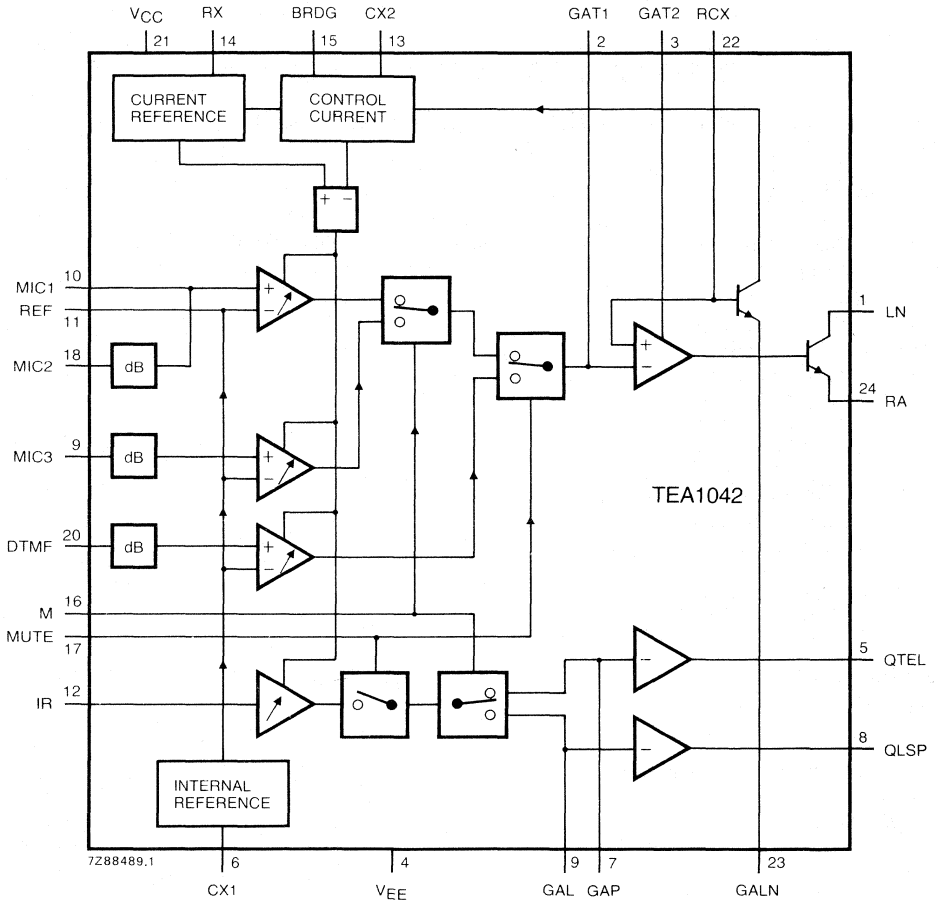 VCC RX BRDG CX2 GAT1 GAT2 RCX
21 14 15 13 2 3 22
CURRENT REFERENCE
CONTROL CURRENT
+ −
MIC1 10
REF 11
MIC2 18
dB
+ −
MIC3 9
dB
+ −
DTMF 20
dB
+ −
M 16
MUTE 17
IR 12
+ −
1 LN
24 RA
TEA1042
−
5 QTEL
−
8 QLSP
INTERNAL REFERENCE
7Z88489.1
6 4 9 7 23
CX1 VEE GAL GAP GALN